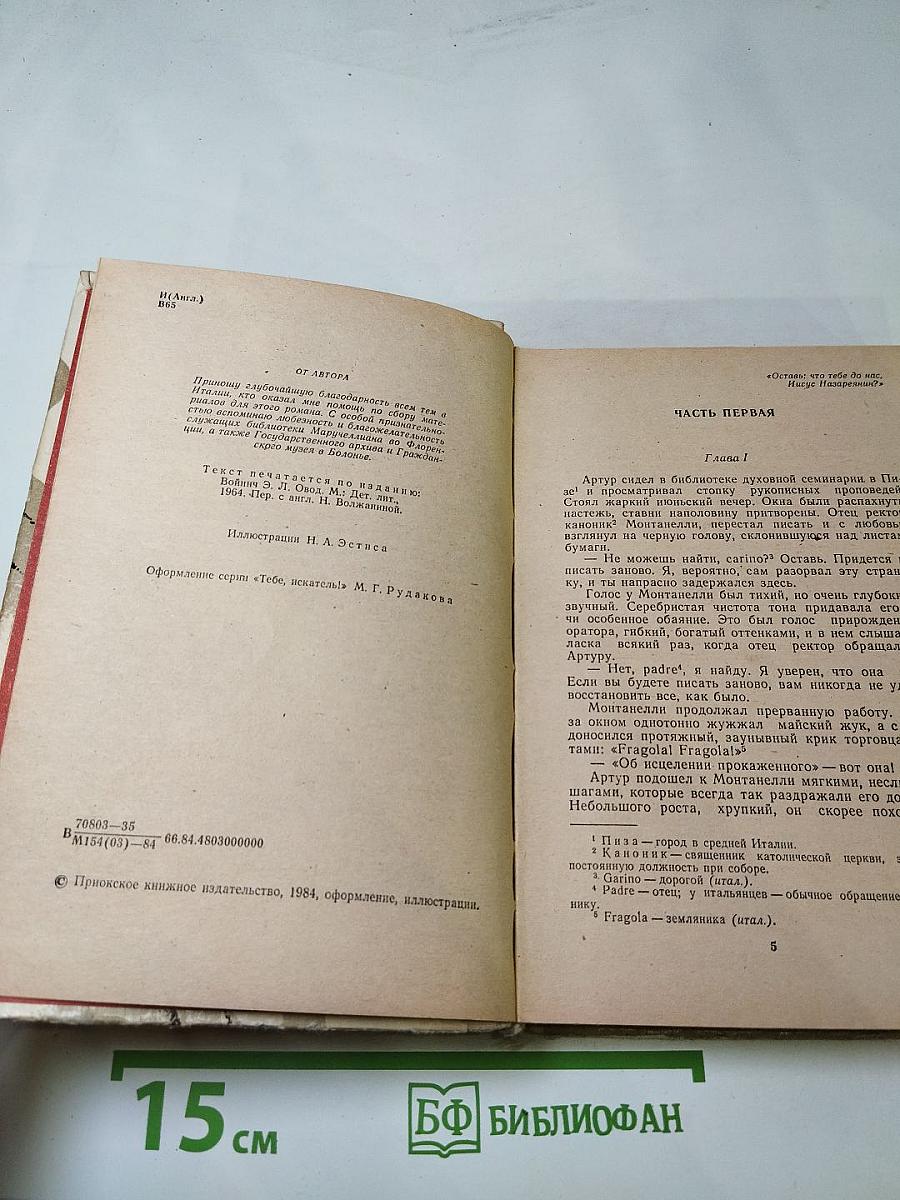 И(Англ.)
В65
ОТ АВТОРА
Приношу глубочайшую благодарность всем тем в
Италии, кто оказал мне помощь по сбору мате-
риалов для этого романа. С особой признательно-
стью вспоминаю любезность и благожелательность
служащих библиотеки Маручеллиана во Флорен-
ции, а также Государственного архива и Граждан-
ского музея в Болонье.
Текст печатается по изданию:
Войнич Э. Л. Овод. М.: Дет. лит.,
1964. Пер. с англ. Н. Волжаниной.
Иллюстрации Н. А. Эстиса
Оформление серии «Тебе, искатель!» М. Г. Рудакова
В 70803—35
М154(03)—84 66.84.4803000000
© Приокское книжное издательство, 1984, оформление, иллюстрации.
«Оставь: что тебе до нас,
Иисус Назареянин?»
ЧАСТЬ ПЕРВАЯ
Глава I
Артур сидел в библиотеке духовной семинарии в Пи-
зе¹ и просматривал стопку рукописных проповедей
Стоял жаркий июньский вечер. Окна были распахнуты
настежь, ставни наполовину притворены. Отец ректо
каноник² Монтанелли, перестал писать и с любовь
взглянул на черную голову, склонившуюся над листам
бумаги.
— Не можешь найти, carino?³ Оставь. Придется
писать заново. Я, вероятно, сам разорвал эту стран
ку, и ты напрасно задержался здесь.
Голос у Монтанелли был тихий, но очень глубоки
звучный. Серебристая чистота тона придавала его
чи особенное обаяние. Это был голос прирожден
оратора, гибкий, богатый оттенками, и в нем слыша
ласка всякий раз, когда отец ректор обращал
Артуру.
— Нет, padre⁴, я найду. Я уверен, что она
Если вы будете писать заново, вам никогда не уд
восстановить все, как было.
Монтанелли продолжал прерванную работу.
за окном однотонно жужжал майский жук, а с
доносился протяжный, заунывный крик торговца
тами: «Fragola! Fragola!»⁵
— «Об исцелении прокаженного» — вот она!
Артур подошел к Монтанелли мягкими, несл
шагами, которые всегда так раздражали его до
Небольшого роста, хрупкий, он скорее похо
¹ Пиза — город в средней Италии.
² Каноник — священник католической церкви, з
постоянную должность при соборе.
³ Garino — дорогой (итал.).
⁴ Padre — отец; у итальянцев — обычное обращение
нику.
⁵ Fragola — земляника (итал.).
5
15 см
БФ БИБЛИОФАН